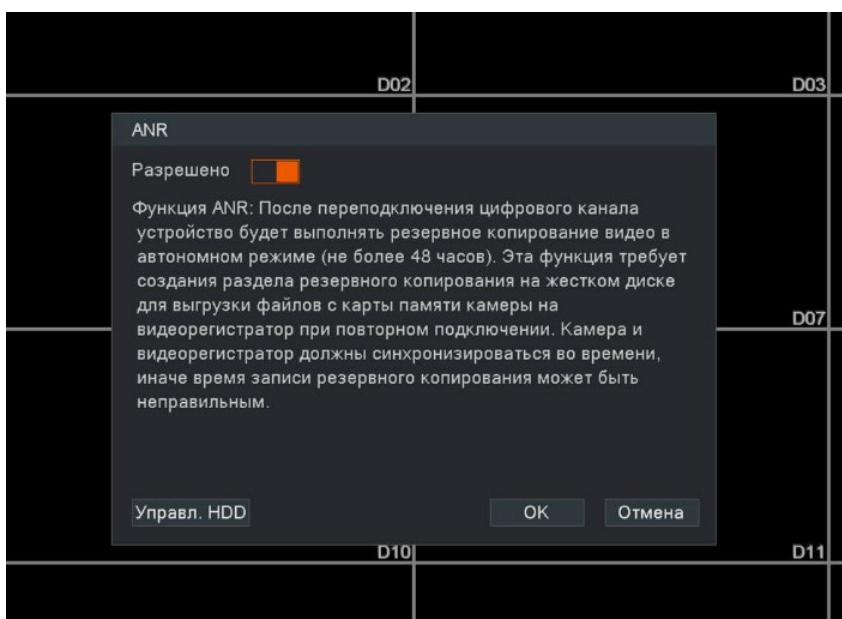 D02
D03
ANR
Разрешено
Функция ANR: После переподключения цифрового канала
устройство будет выполнять резервное копирование видео в
автономном режиме (не более 48 часов). Эта функция требует
создания раздела резервного копирования на жестком диске
для выгрузки файлов с карты памяти камеры на
видеорегистратор при повторном подключении. Камера и
видеорегистратор должны синхронизироваться во времени,
иначе время записи резервного копирования может быть
неправильным.
D07
Управл. HDD
OK
Отмена
D10
D11